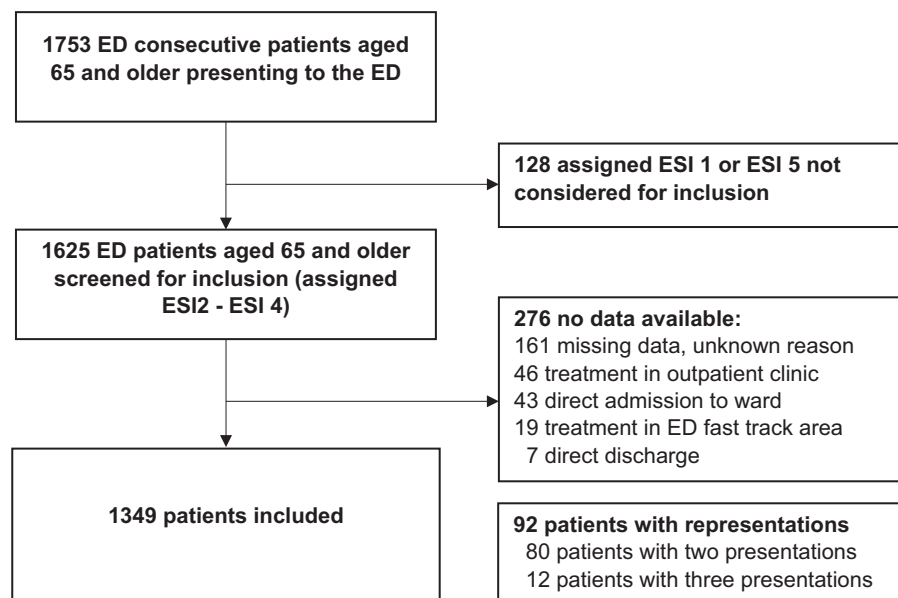 1753 ED consecutive patients aged
65 and older presenting to the ED
128 assigned ESI 1 or ESI 5 not
considered for inclusion
1625 ED patients aged 65 and older
screened for inclusion (assigned
ESI2 - ESI 4)
276 no data available:
161 missing data, unknown reason
46 treatment in outpatient clinic
43 direct admission to ward
19 treatment in ED fast track area
7 direct discharge
1349 patients included
92 patients with representations
80 patients with two presentations
12 patients with three presentations